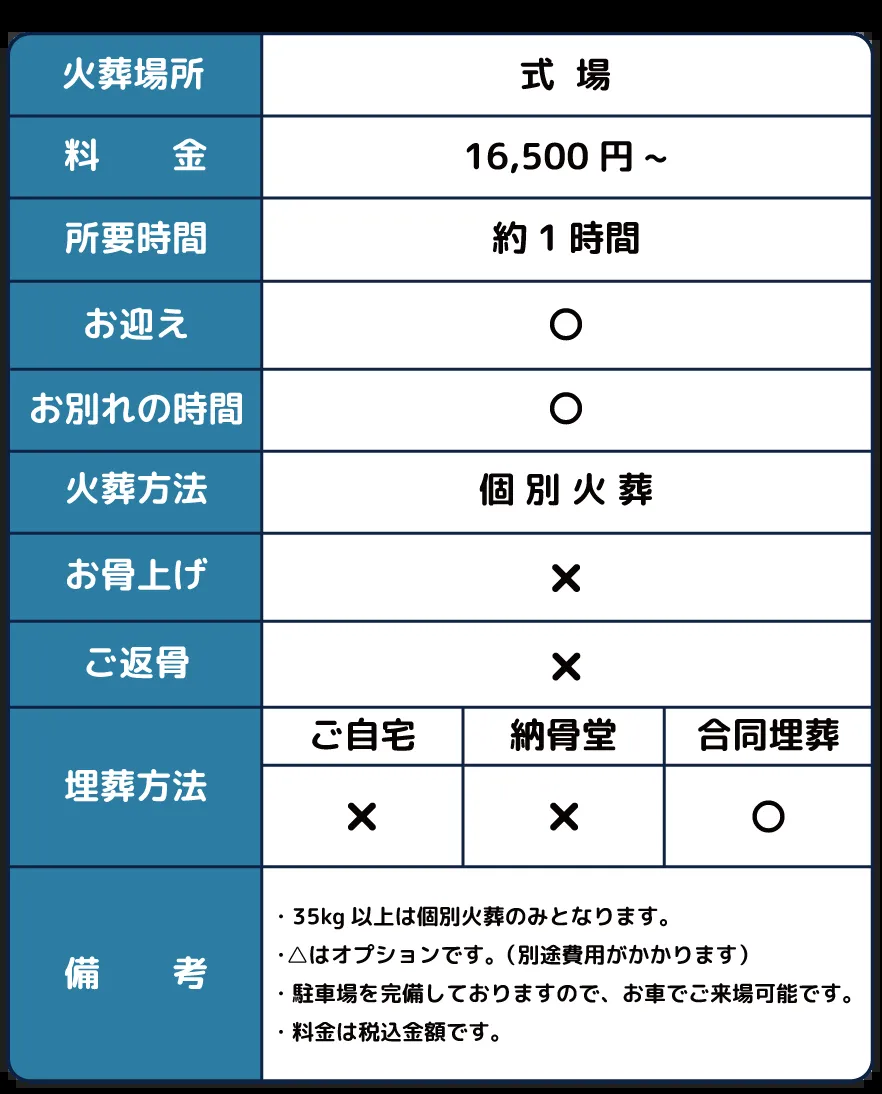 火葬場所 式 場
料 金 16,500 円 ~
所要時間 約 1 時間
お迎え ○
お別れの時間 ○
火葬方法 個 別 火 葬
お骨上げ ×
ご返骨 ×
埋葬方法 ご自宅 納骨堂 合同埋葬
× × ○
備 考
・35kg 以上は個別火葬のみとなります。
・△はオプションです。(別途費用がかかります)
・駐車場を完備しておりますので、お車でご来場可能です。
・料金は税込金額です。